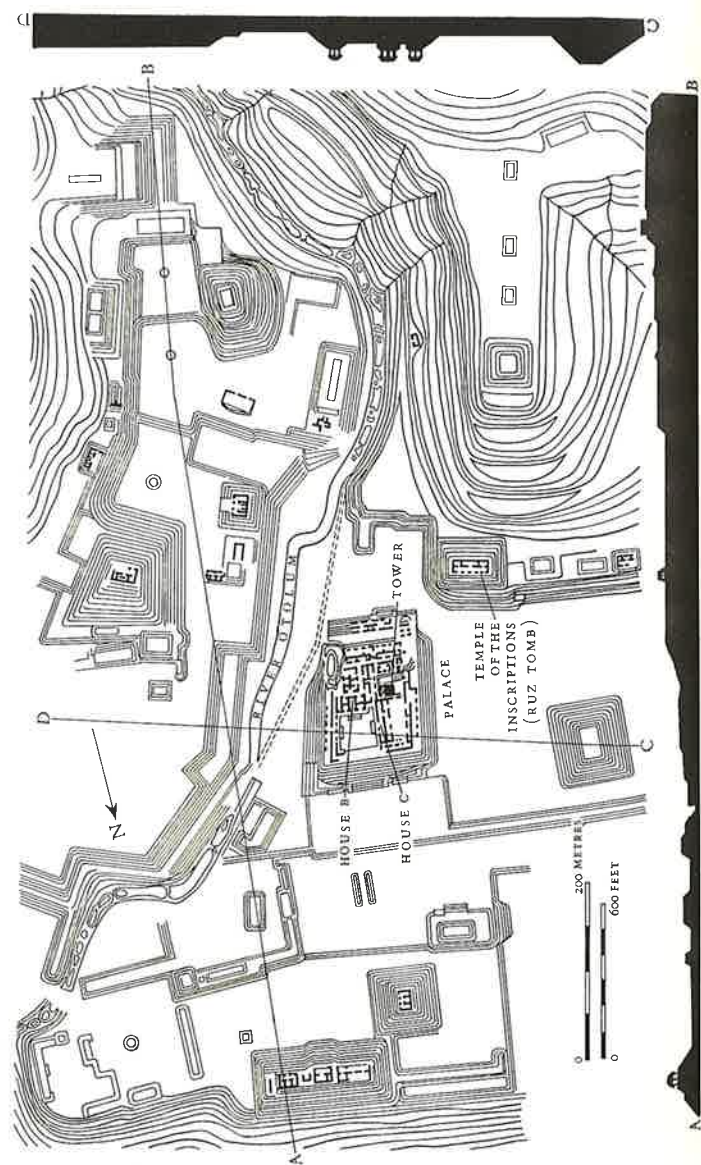 D
C
B
B
RIVER OTOLUM
TOWER
TEMPLE
OF THE
INSCRIPTIONS
(RUZ TOMB)
PALACE
D
N
C
HOUSE B
HOUSE C
200 METRES
600 FEET
0
0
A
A